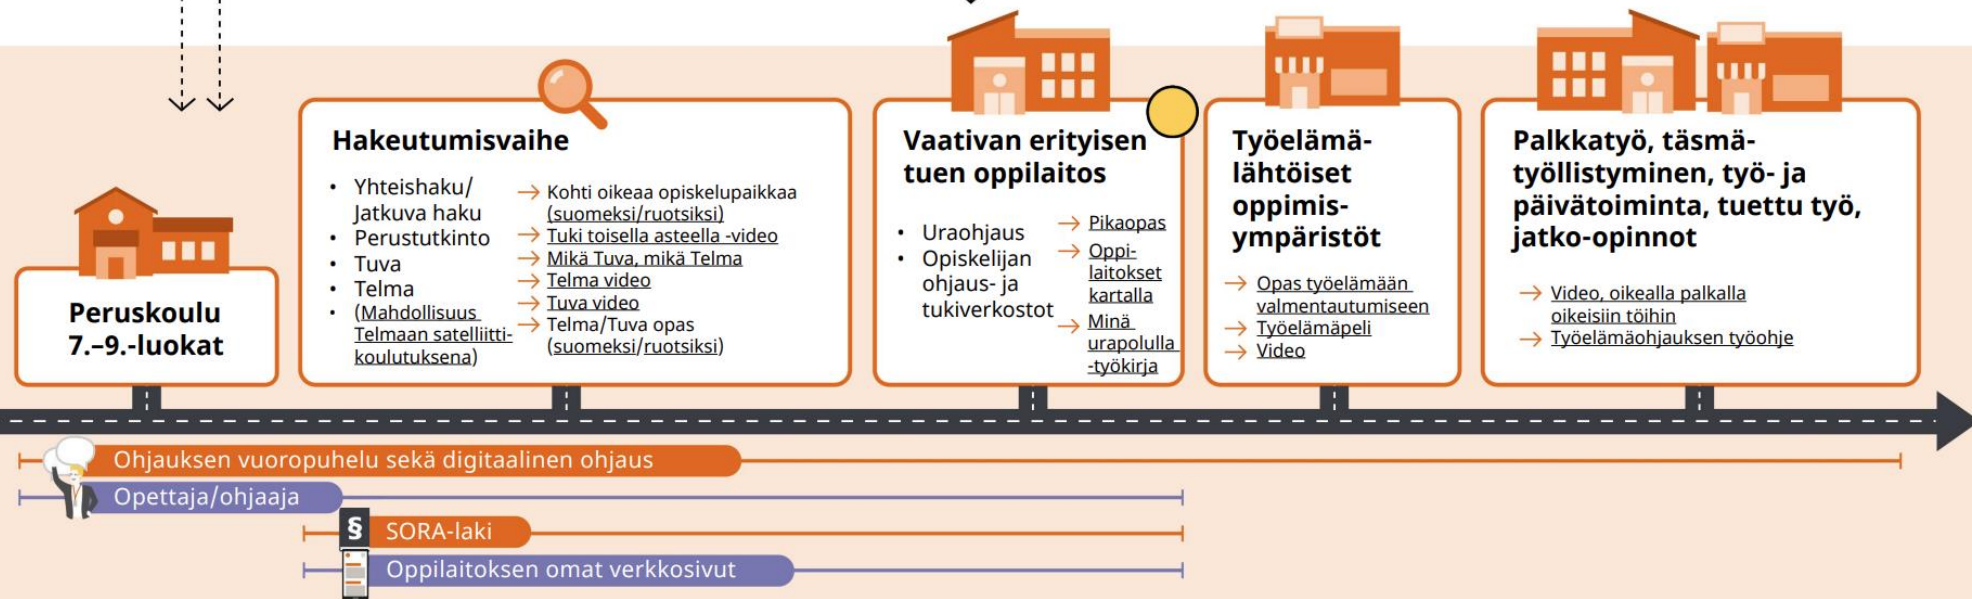 Peruskoulu
7.–9.-luokat
Hakeutumisvaihe
• Yhteishaku/
Jatkuva haku
• Perustutkinto
• Tuva
• Telma
• (Mahdollisuus
Telmaan satelliitti-
koulutuksena)
→ Kohti oikeaa opiskelupaikkaa
(suomeksi/ruotsiksi)
→ Tuki toisella asteella -video
→ Mikä Tuva, mikä Telma
→ Telma video
→ Tuva video
→ Telma/Tuva opas
(suomeksi/ruotsiksi)
Vaativan erityisen
tuen oppilaitos
• Uraohjaus
• Opiskelijan
ohjaus- ja
tukiverkostot
→ Pikaopas
→ Oppi-
laitokset
kartalla
→ Minä
urapolulla
-työkirja
Työelämä-
lähtöiset
oppimis-
ympäristöt
→ Opas työelämään
valmentautumiseen
→ Työelämäpeli
→ Video
Palkkatyö, täsmä-
työllistyminen, työ- ja
päivätoiminta, tuettu työ,
jatko-opinnot
→ Video, oikealla palkalla
oikeisiin töihin
→ Työelämäohjauksen työohje
Ohjauksen vuoropuhelu sekä digitaalinen ohjaus
Opettaja/ohjaaja
§ SORA-laki
Oppilaitoksen omat verkkosivut